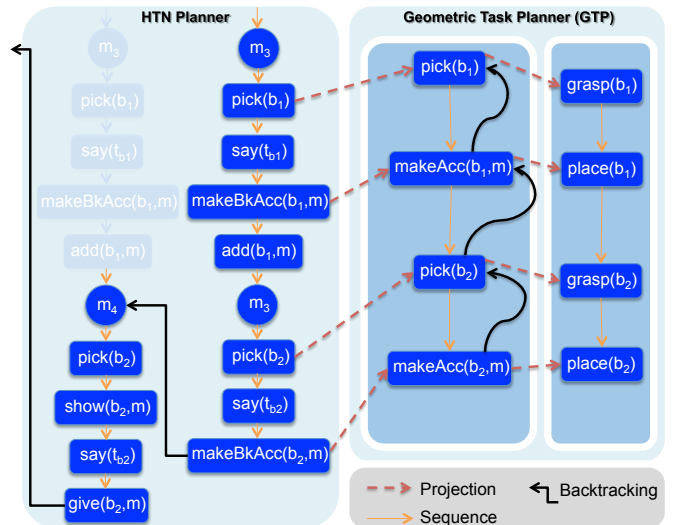 HTN Planner
m3
pick(b1)
say(tb1)
makeBkAcc(b1,m)
add(b1,m)
m4
pick(b2)
show(b2,m)
say(tb2)
give(b2,m)
m3
pick(b1)
say(tb1)
makeBkAcc(b1,m)
add(b1,m)
m3
pick(b2)
say(tb2)
makeBkAcc(b2,m)
Geometric Task Planner (GTP)
pick(b1)
makeAcc(b1,m)
pick(b2)
makeAcc(b2,m)
grasp(b1)
place(b1)
grasp(b2)
place(b2)
Projection
Backtracking
Sequence